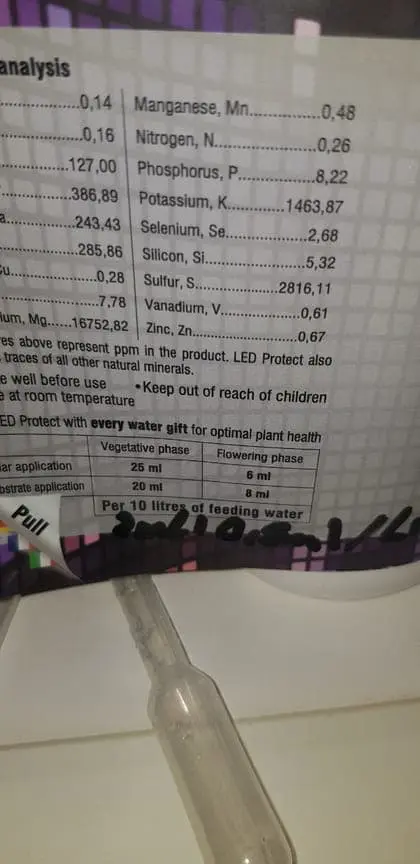 analysis
..............0,14 Manganese, Mn...............0,48
..............0,16 Nitrogen, N.....................0,26
..............127,00 Phosphorus, P................8,22
..............386,89 Potassium, K............1463,87
a..............243,43 Selenium, Se...................2,68
..............285,86 Silicon, Si.......................5,32
Cu..............0,28 Sulfur, S....................2816,11
..............7,78 Vanadium, V..................0,61
ium, Mg......16752,82 Zinc, Zn.......................0,67
es above represent ppm in the product. LED Protect also
traces of all other natural minerals.
e well before use •Keep out of reach of children
e at room temperature
ED Protect with every water gift for optimal plant health
Vegetative phase Flowering phase
ar application 25 ml 6 ml
bstrate application 20 ml 8 ml
Per 10 litres of feeding water
Pull